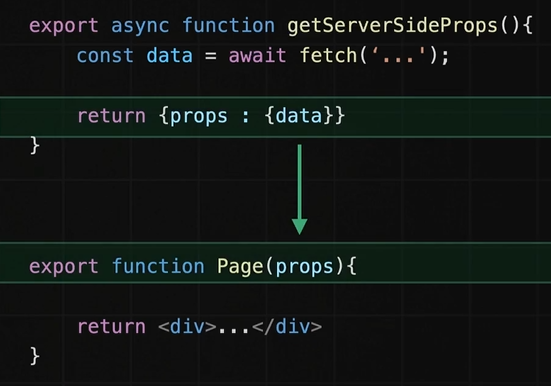 export async function getServerSideProps(){
    const data = await fetch(‘...');
    return {props : {data}}
}
export function Page(props){
    return <div>...</div>
}